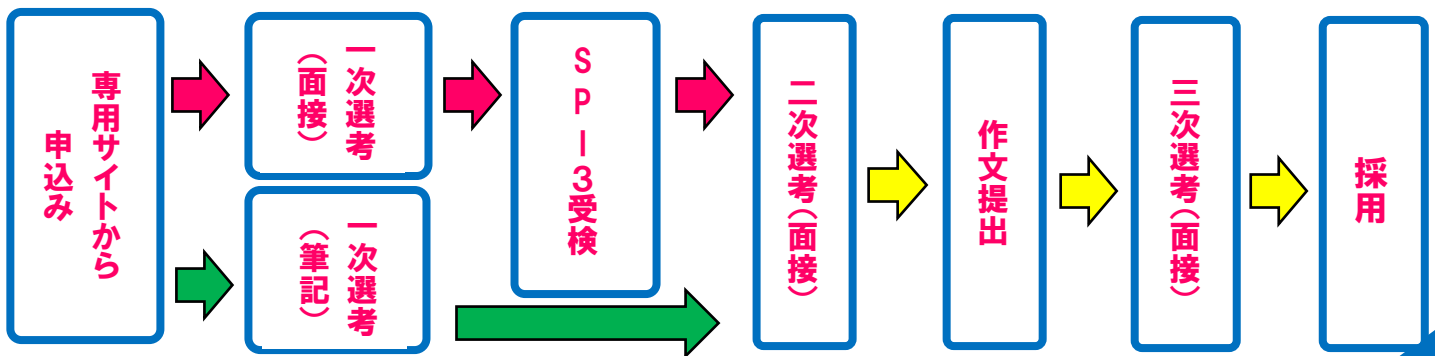 専用サイトから
申込み
一次選考
（面接）
一次選考
（筆記）
ＳＰＩ３受検
二次選考（面接）
作文提出
三次選考（面接）
採用